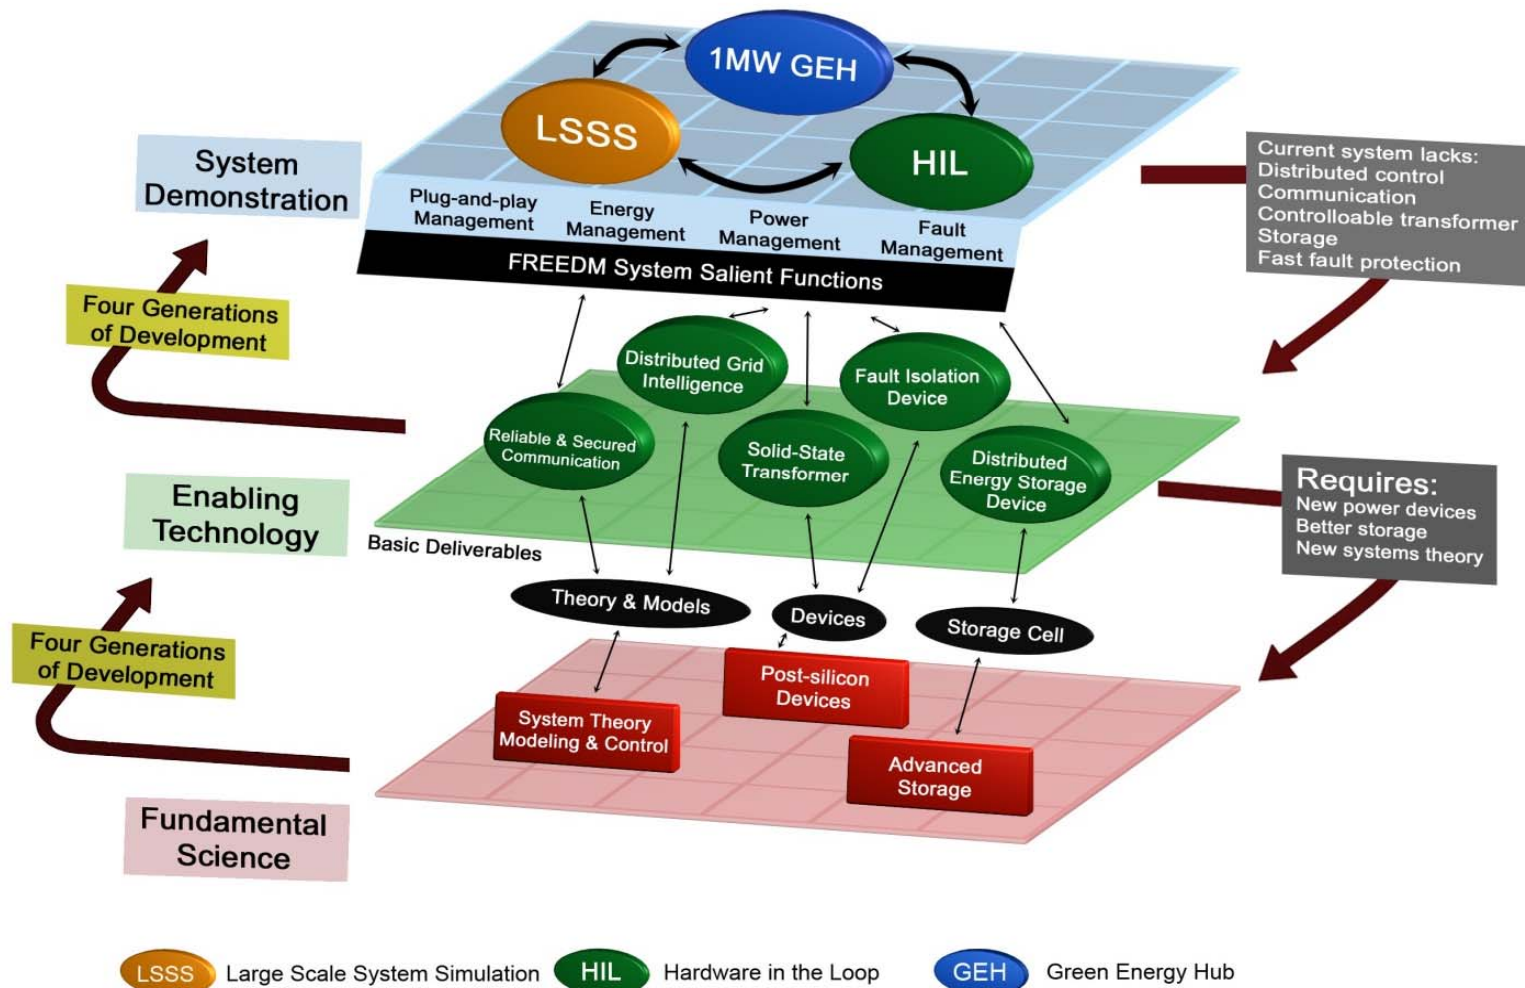 1MW GEH
LSSS
HIL
System
Demonstration
Plug-and-play
Management
Energy
Management
Power
Management
Fault
Management
FREEDM System Salient Functions
Current system lacks:
Distributed control
Communication
Controlloable transformer
Storage
Fast fault protection
Four Generations
of Development
Distributed Grid
Intelligence
Fault Isolation
Device
Reliable & Secured
Communication
Solid-State
Transformer
Distributed
Energy Storage
Device
Enabling
Technology
Basic Deliverables
Requires:
New power devices
Better storage
New systems theory
Theory & Models
Devices
Storage Cell
Four Generations
of Development
Post-silicon
Devices
System Theory
Modeling & Control
Advanced
Storage
Fundamental
Science
LSSS Large Scale System Simulation
HIL Hardware in the Loop
GEH Green Energy Hub